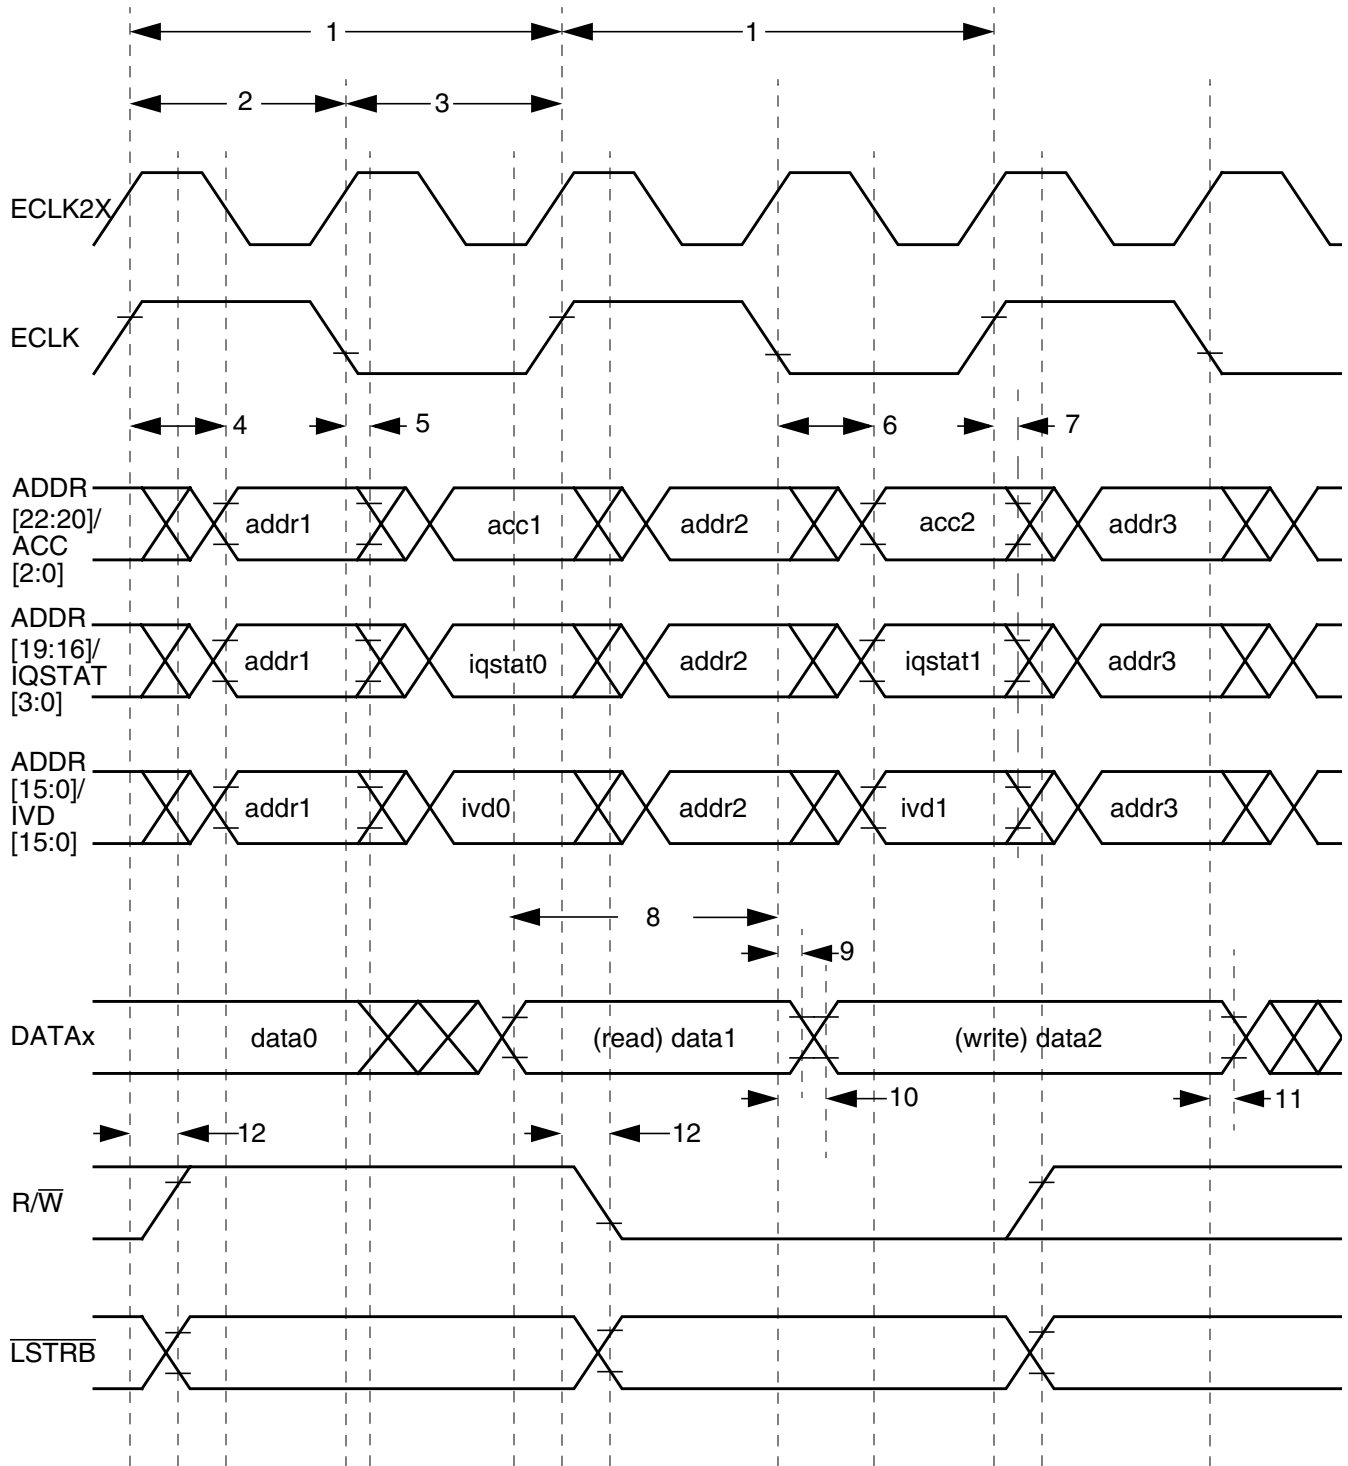 1 1
2 3
ECLK2X
ECLK
4 5 6 7
ADDR
[22:20]/
ACC
[2:0]
addr1 acc1 addr2 acc2 addr3
ADDR
[19:16]/
IQSTAT
[3:0]
addr1 iqstat0 addr2 iqstat1 addr3
ADDR
[15:0]/
IVD
[15:0]
addr1 ivd0 addr2 ivd1 addr3
8
9
DATAx data0 (read) data1 (write) data2
10 11
12 12
R/W̅
L̅S̅T̅R̅B̅